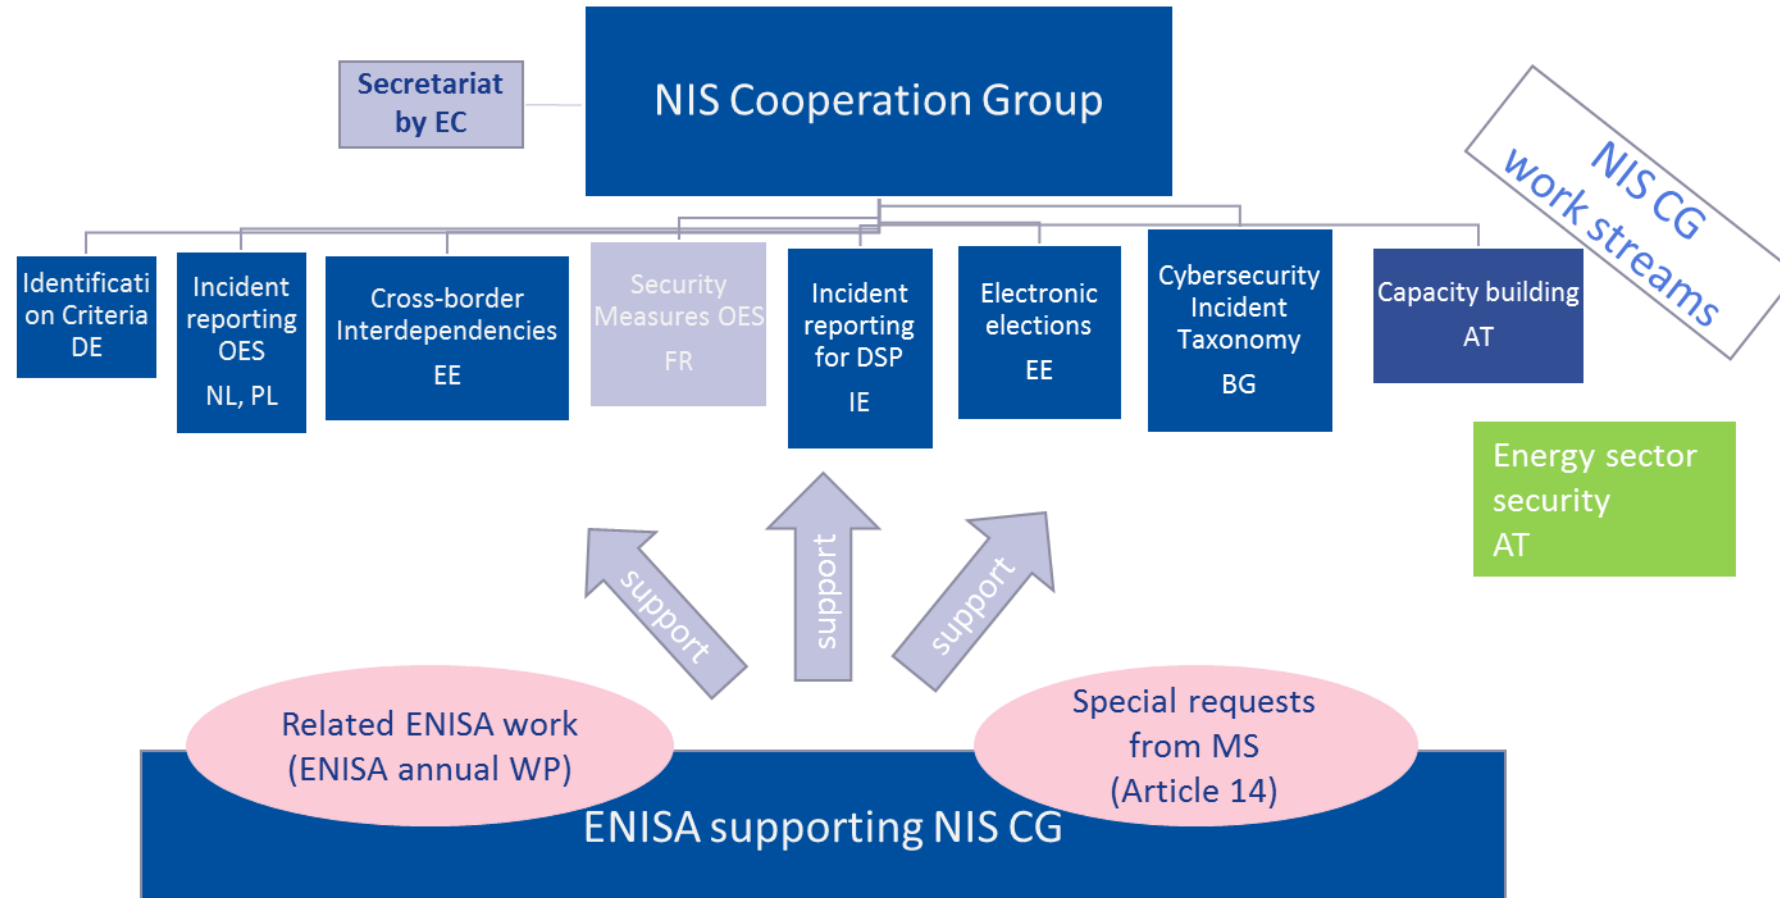 Secretariat
by EC
NIS Cooperation Group
NIS CG
work streams
Identificati
on Criteria
DE
Incident
reporting
OES
NL, PL
Cross-border
Interdependencies
EE
Security
Measures OES
FR
Incident
reporting
for DSP
IE
Electronic
elections
EE
Cybersecurity
Incident
Taxonomy
BG
Capacity building
AT
Energy sector
security
AT
support
support
support
Related ENISA work
(ENISA annual WP)
Special requests
from MS
(Article 14)
ENISA supporting NIS CG